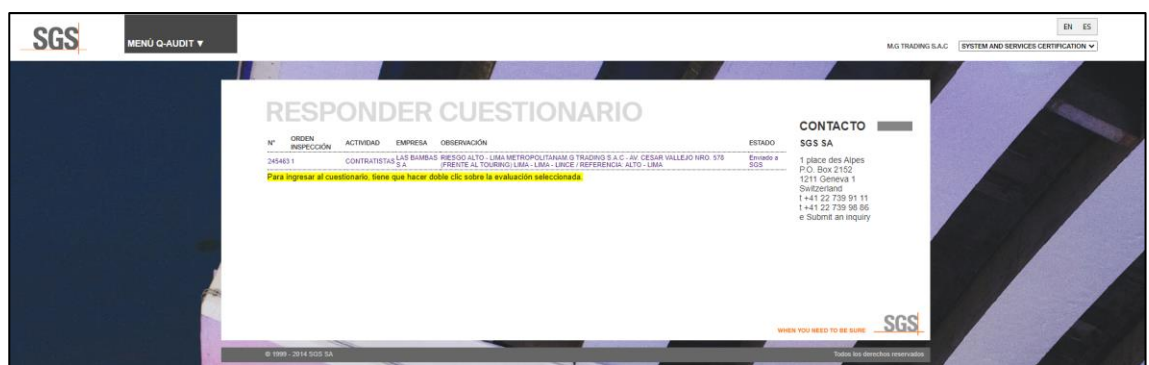 SGS
MENÚ Q-AUDIT ▼
EN ES
M.G TRADING S.A.C
SYSTEM AND SERVICES CERTIFICATION
RESPONDER CUESTIONARIO
N° ORDEN INSPECCIÓN ACTIVIDAD EMPRESA OBSERVACIÓN ESTADO
245463 1 CONTRATISTAS LAS BAMBAS S A RIESGO ALTO - LIMA METROPOLITANAM.G TRADING S.A.C - AV. CESAR VALLEJO NRO. 578 (FRENTE AL TOURING) LIMA - LIMA - LINCE / REFERENCIA: ALTO - LIMA Enviado a SGS
Para ingresar al cuestionario, tiene que hacer doble clic sobre la evaluación seleccionada.
CONTACTO
SGS SA
1 place des Alpes
P.O. Box 2152
1211 Geneva 1
Switzerland
t +41 22 739 91 11
t +41 22 739 98 86
e Submit an inquiry
WHEN YOU NEED TO BE SURE
SGS
© 1999 - 2014 SGS SA
Todos los derechos reservados